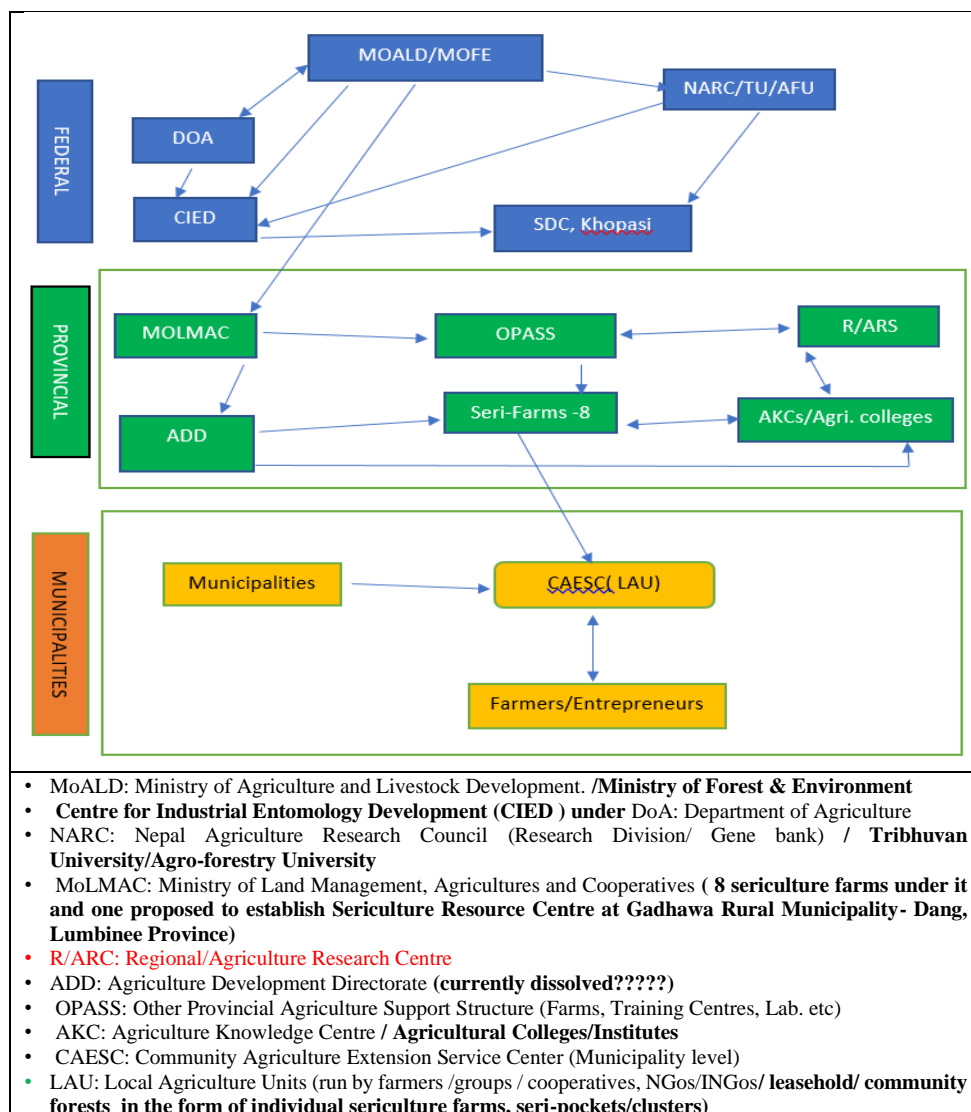 MOALD/MOFE
NARC/TU/AFU
DOA
CIED
SDC, Khopasi
FEDERAL
MOLMAC
OPASS
R/ARS
ADD
Seri-Farms -8
AKCs/Agri. colleges
PROVINCIAL
Municipalities
CAESC( LAU)
Farmers/Entrepreneurs
MUNICIPALITIES
• MoALD: Ministry of Agriculture and Livestock Development. /Ministry of Forest & Environment
• Centre for Industrial Entomology Development (CIED ) under DoA: Department of Agriculture
• NARC: Nepal Agriculture Research Council (Research Division/ Gene bank) / Tribhuvan
University/Agro-forestry University
• MoLMAC: Ministry of Land Management, Agricultures and Cooperatives ( 8 sericulture farms under it
and one proposed to establish Sericulture Resource Centre at Gadhawa Rural Municipality- Dang,
Lumbinee Province)
• R/ARC: Regional/Agriculture Research Centre
• ADD: Agriculture Development Directorate (currently dissolved?????)
• OPASS: Other Provincial Agriculture Support Structure (Farms, Training Centres, Lab. etc)
• AKC: Agriculture Knowledge Centre / Agricultural Colleges/Institutes
• CAESC: Community Agriculture Extension Service Center (Municipality level)
• LAU: Local Agriculture Units (run by farmers /groups / cooperatives, NGos/INGos/ leasehold/ community
forests in the form of individual sericulture farms, seri-pockets/clusters)